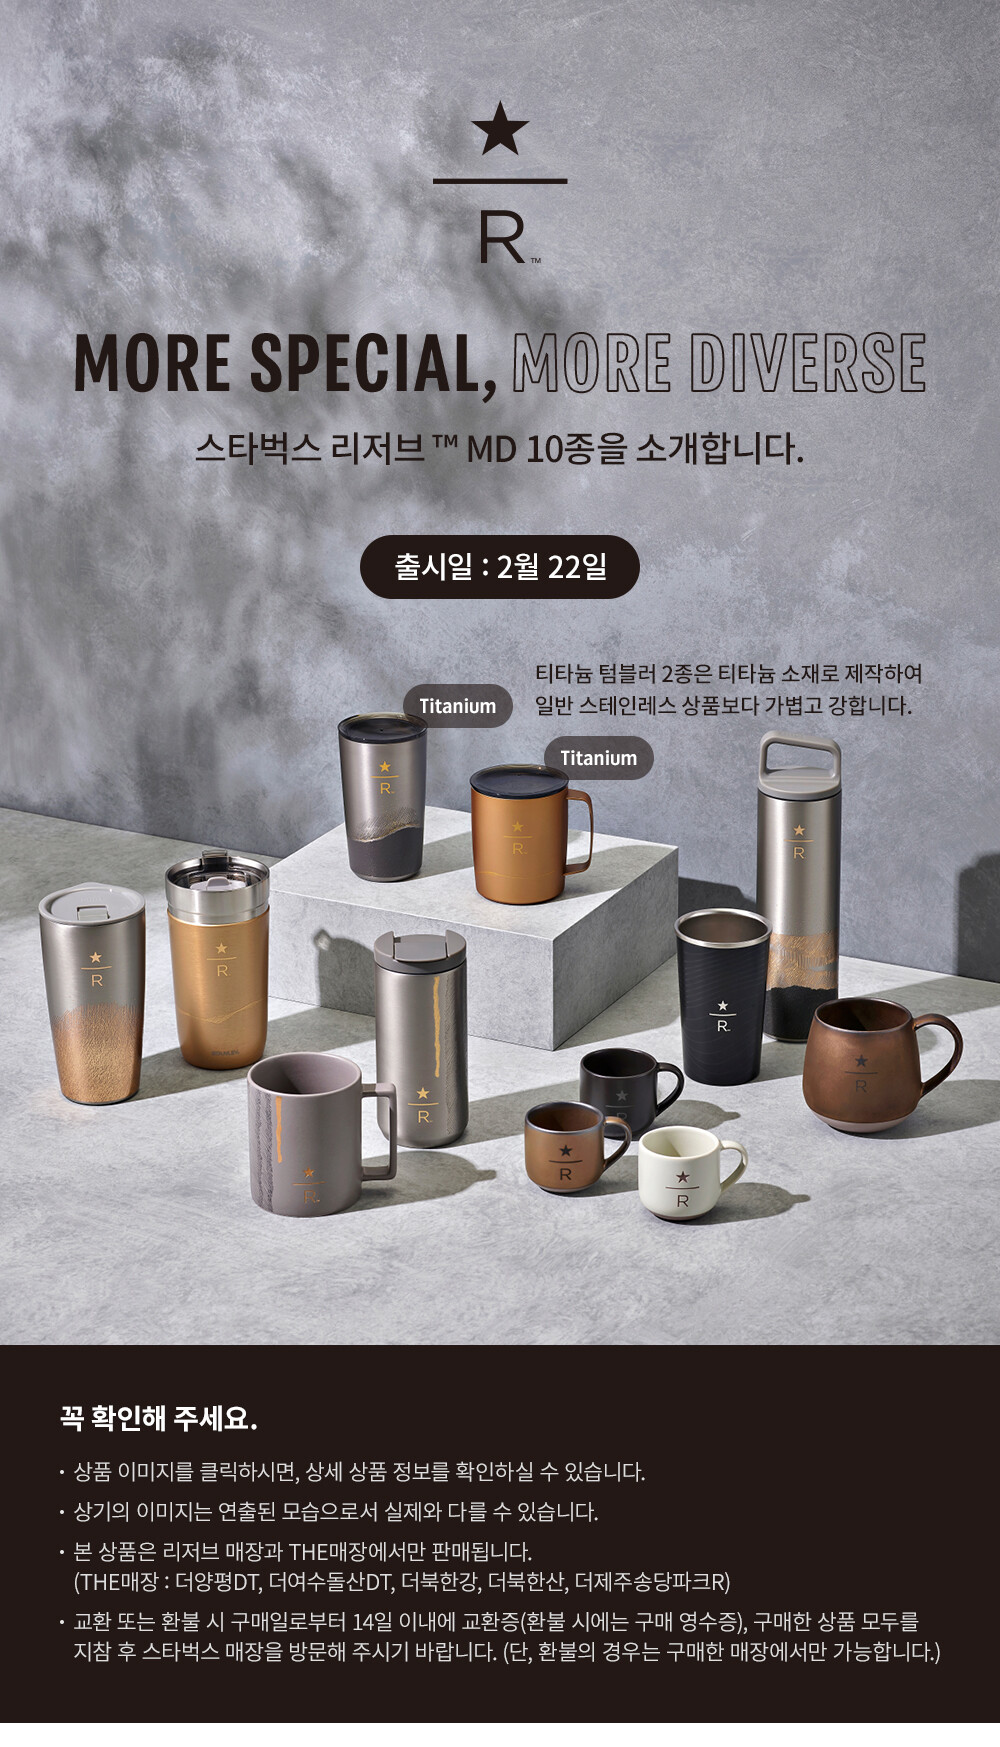 R™
MORE SPECIAL, MORE DIVERSE
스타벅스 리저브™ MD 10종을 소개합니다.
출시일 : 2월 22일
티타늄 텀블러 2종은 티타늄 소재로 제작하여
일반 스테인레스 상품보다 가볍고 강합니다.
Titanium
Titanium
R
R
R
R
R
R
R
R
R
R
R
R
꼭 확인해 주세요.
· 상품 이미지를 클릭하시면, 상세 상품 정보를 확인하실 수 있습니다.
· 상기의 이미지는 연출된 모습으로서 실제와 다를 수 있습니다.
· 본 상품은 리저브 매장과 THE매장에서만 판매됩니다.
(THE매장 : 더양평DT, 더여수돌산DT, 더북한강, 더북한산, 더제주송당파크R)
· 교환 또는 환불 시 구매일로부터 14일 이내에 교환증(환불 시에는 구매 영수증), 구매한 상품 모두를
지참 후 스타벅스 매장을 방문해 주시기 바랍니다. (단, 환불의 경우는 구매한 매장에서만 가능합니다.)